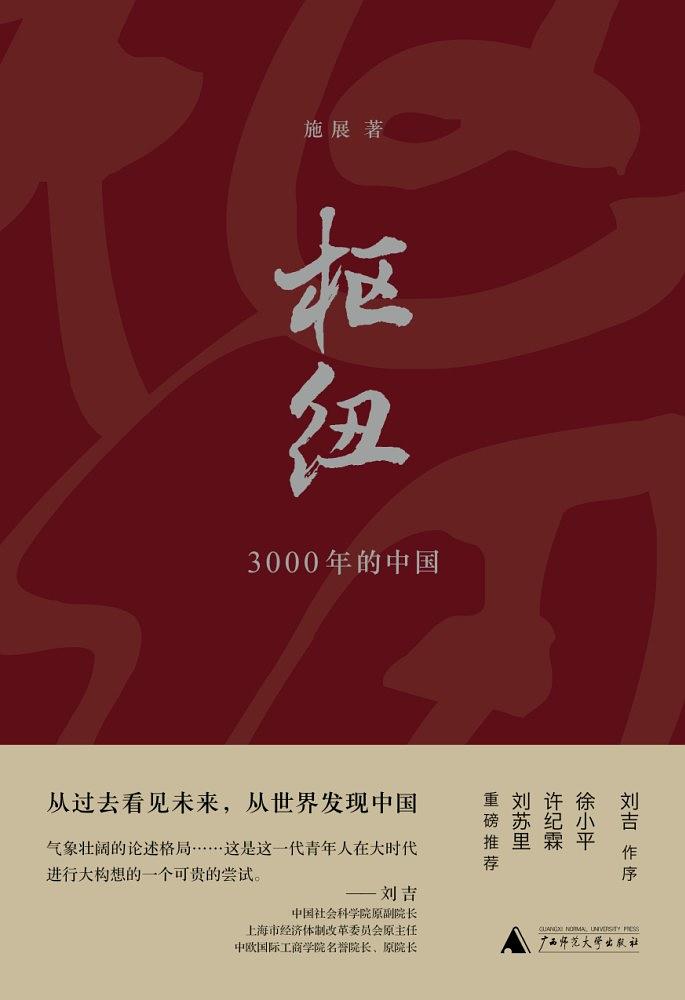 施展 著
枢纽
3000年的中国
从过去看见未来，从世界发现中国
气象壮阔的论述格局……这是这一代青年人在大时代
进行大构想的一个可贵的尝试。
——刘吉
中国社会科学院原副院长
上海市经济体制改革委员会原主任
中欧国际工商学院名誉院长、原院长
刘吉 作序
徐小平
许纪霖
刘苏里
重磅推荐
GUANGXI NORMAL UNIVERSITY PRESS
广西师范大学出版社